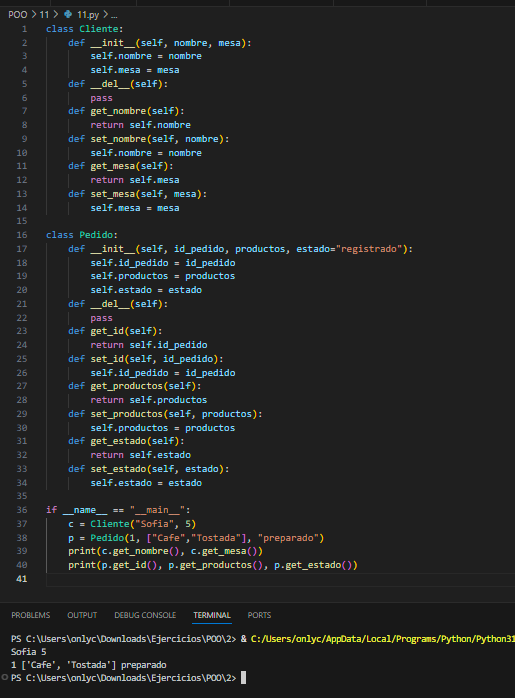 POO > 11 > 11.py > ...
1 class Cliente:
2     def __init__(self, nombre, mesa):
3         self.nombre = nombre
4         self.mesa = mesa
5     def __del__(self):
6         pass
7     def get_nombre(self):
8         return self.nombre
9     def set_nombre(self, nombre):
10         self.nombre = nombre
11     def get_mesa(self):
12         return self.mesa
13     def set_mesa(self, mesa):
14         self.mesa = mesa
15
16 class Pedido:
17     def __init__(self, id_pedido, productos, estado="registrado"):
18         self.id_pedido = id_pedido
19         self.productos = productos
20         self.estado = estado
21     def __del__(self):
22         pass
23     def get_id(self):
24         return self.id_pedido
25     def set_id(self, id_pedido):
26         self.id_pedido = id_pedido
27     def get_productos(self):
28         return self.productos
29     def set_productos(self, productos):
30         self.productos = productos
31     def get_estado(self):
32         return self.estado
33     def set_estado(self, estado):
34         self.estado = estado
35
36 if __name__ == "__main__":
37     c = Cliente("Sofia", 5)
38     p = Pedido(1, ["Cafe","Tostada"], "preparado")
39     print(c.get_nombre(), c.get_mesa())
40     print(p.get_id(), p.get_productos(), p.get_estado())
41
PROBLEMS OUTPUT DEBUG CONSOLE TERMINAL PORTS
PS C:\Users\onlyc\Downloads\Ejercicios\POO\2> & C:/Users/onlyc/AppData/Local/Programs/Python/Python31
Sofia 5
1 ['Cafe', 'Tostada'] preparado
PS C:\Users\onlyc\Downloads\Ejercicios\POO\2>